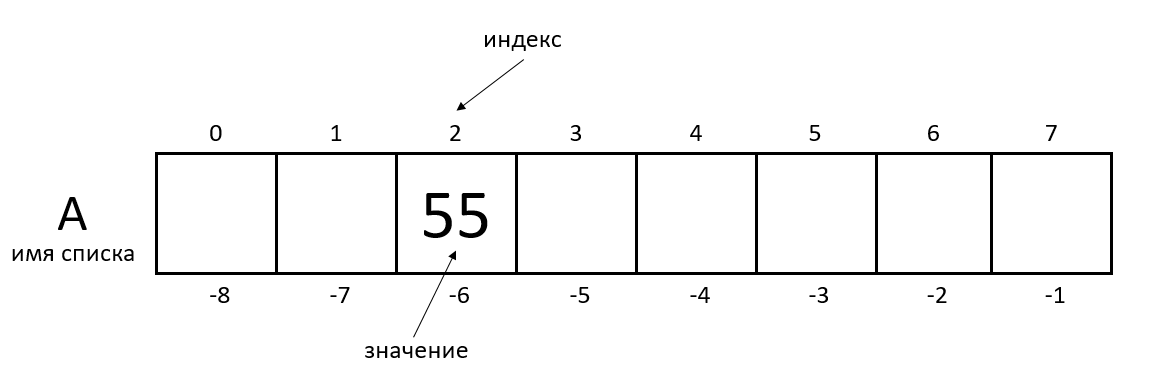 индекс
0 1 2 3 4 5 6 7
A
55
имя списка
-8 -7 -6 -5 -4 -3 -2 -1
значение